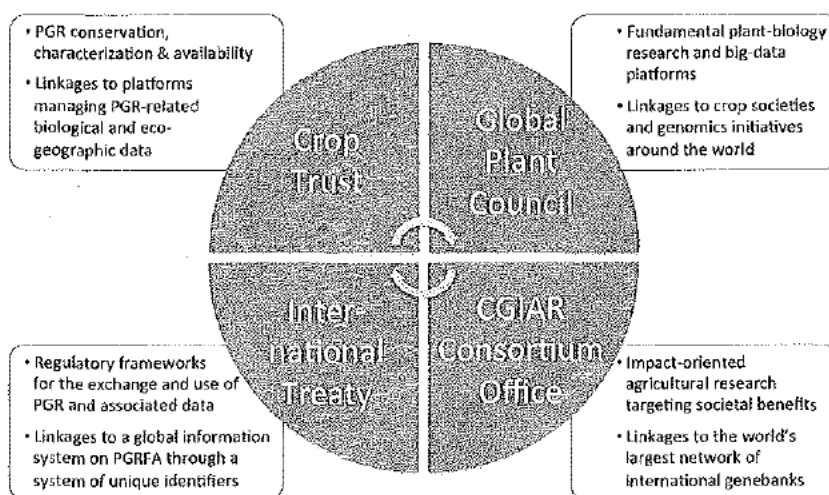 • PGR conservation,
characterization & availability
• Linkages to platforms
managing PGR-related
biological and eco-
geographic data
Crop
Trust
• Fundamental plant-biology
research and big-data
platforms
• Linkages to crop societies
and genomics initiatives
around the world
Global
Plant
Council
• Regulatory frameworks
for the exchange and use of
PGR and associated data
• Linkages to a global information
system on PGRFA through a
system of unique identifiers
Inter-
national
Treaty
CGIAR
Consortium
Office
• Impact-oriented
agricultural research
targeting societal benefits
• Linkages to the world's
largest network of
international genebanks